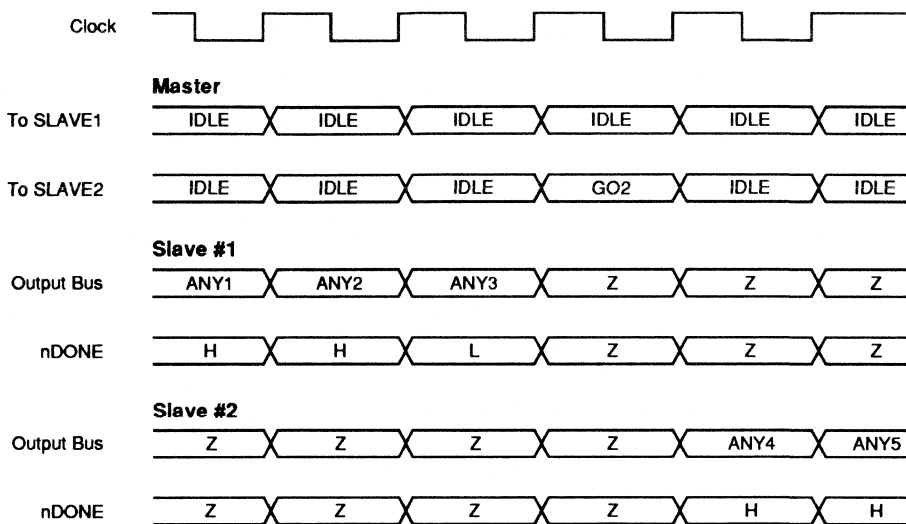 Clock
Master
To SLAVE1 IDLE IDLE IDLE IDLE IDLE IDLE
To SLAVE2 IDLE IDLE IDLE GO2 IDLE IDLE
Slave #1
Output Bus ANY1 ANY2 ANY3 Z Z Z
nDONE H H L Z Z Z
Slave #2
Output Bus Z Z Z Z ANY4 ANY5
nDONE Z Z Z Z H H